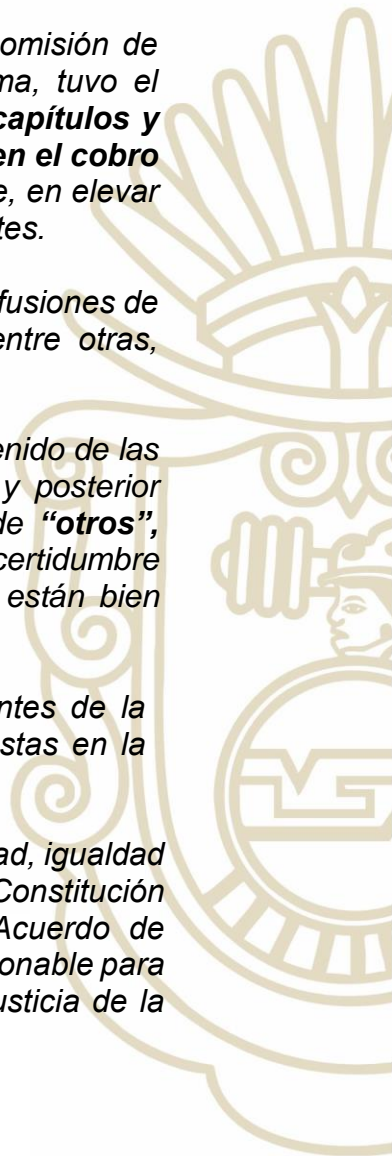 omisión de
ma, tuvo el
capítulos y
en el cobro
e, en elevar
tes.
fusiones de
entre otras,
enido de las
y posterior
de “otros”,
certidumbre
están bien
ntes de la
stas en la
ad, igualdad
Constitución
Acuerdo de
onable para
usticia de la